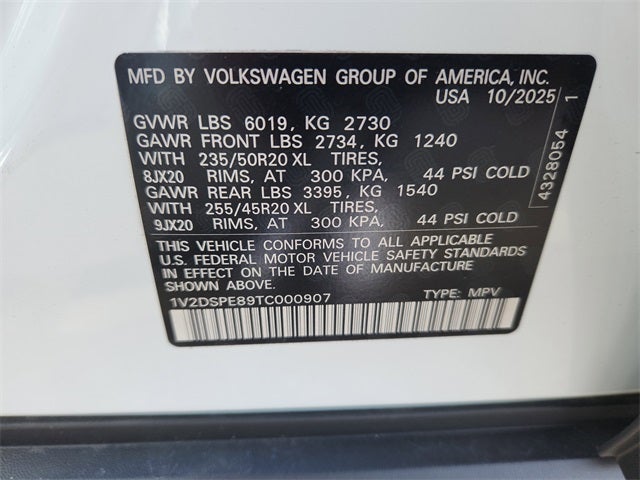 MFD BY VOLKSWAGEN GROUP OF AMERICA, INC.
USA 10/2025
GVWR LBS 6019, KG 2730
GAWR FRONT LBS 2734, KG 1240
WITH 235/50R20 XL TIRES,
8JX20 RIMS, AT 300 KPA, 44 PSI COLD
GAWR REAR LBS 3395, KG 1540
WITH 255/45R20 XL TIRES,
9JX20 RIMS, AT 300 KPA, 44 PSI COLD
THIS VEHICLE CONFORMS TO ALL APPLICABLE
U.S. FEDERAL MOTOR VEHICLE SAFETY STANDARDS
IN EFFECT ON THE DATE OF MANUFACTURE
SHOWN ABOVE.
1V2DSPE89TC000907 TYPE: MPV
4328054 1